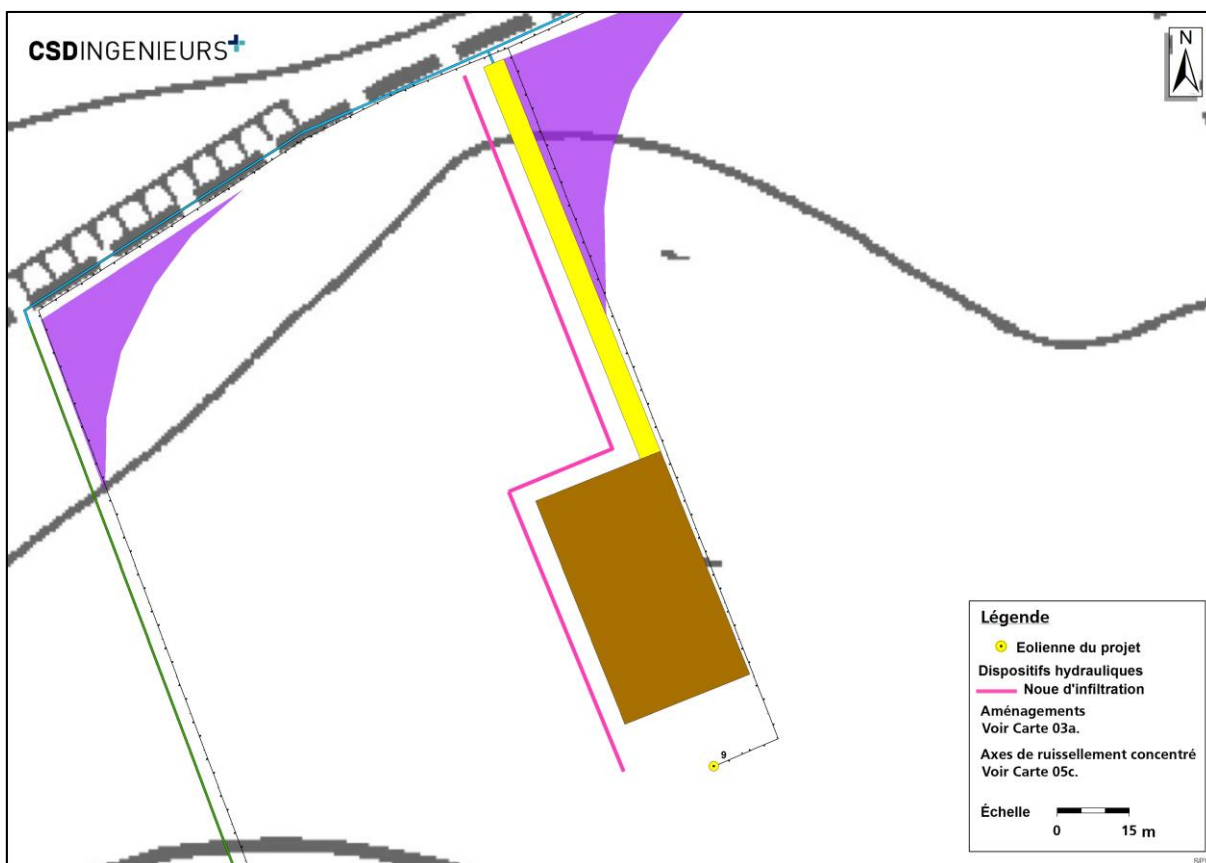 CSDINGENIEURS+
N
9
Légende
Eolienne du projet
Dispositifs hydrauliques
Noue d'infiltration
Aménagements
Voir Carte 03a.
Axes de ruissellement concentré
Voir Carte 05c.
Échelle
0 15 m